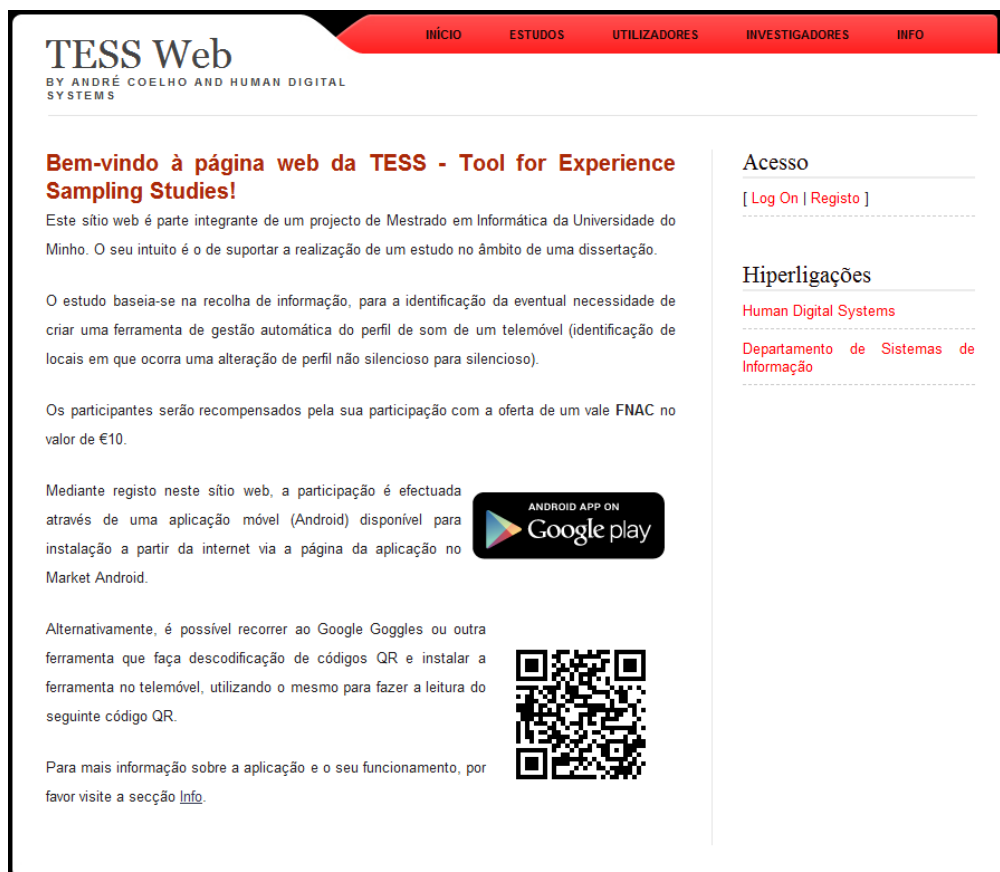 TESS Web
BY ANDRÉ COELHO AND HUMAN DIGITAL
SYSTEMS
INÍCIO ESTUDOS UTILIZADORES INVESTIGADORES INFO
Bem-vindo à página web da TESS - Tool for Experience
Sampling Studies!
Este sítio web é parte integrante de um projecto de Mestrado em Informática da Universidade do
Minho. O seu intuito é o de suportar a realização de um estudo no âmbito de uma dissertação.
O estudo baseia-se na recolha de informação, para a identificação da eventual necessidade de
criar uma ferramenta de gestão automática do perfil de som de um telemóvel (identificação de
locais em que ocorra uma alteração de perfil não silencioso para silencioso).
Os participantes serão recompensados pela sua participação com a oferta de um vale FNAC no
valor de €10.
Mediante registo neste sítio web, a participação é efectuada
através de uma aplicação móvel (Android) disponível para
instalação a partir da internet via a página da aplicação no
Market Android.
ANDROID APP ON
Google play
Alternativamente, é possível recorrer ao Google Goggles ou outra
ferramenta que faça descodificação de códigos QR e instalar a
ferramenta no telemóvel, utilizando o mesmo para fazer a leitura do
seguinte código QR.
Para mais informação sobre a aplicação e o seu funcionamento, por
favor visite a secção Info.
Acesso
[ Log On | Registo ]
Hiperligações
Human Digital Systems
Departamento de Sistemas de
Informação